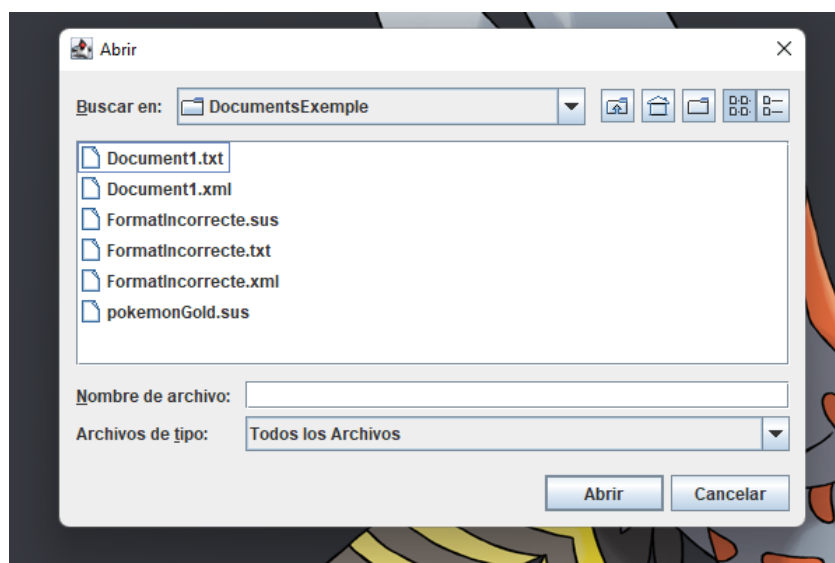 Abrir
Buscar en: DocumentsExemple
Document1.txt
Document1.xml
FormatIncorrecte.sus
FormatIncorrecte.txt
FormatIncorrecte.xml
pokemonGold.sus
Nombre de archivo:
Archivos de tipo: Todos los Archivos
Abrir Cancelar